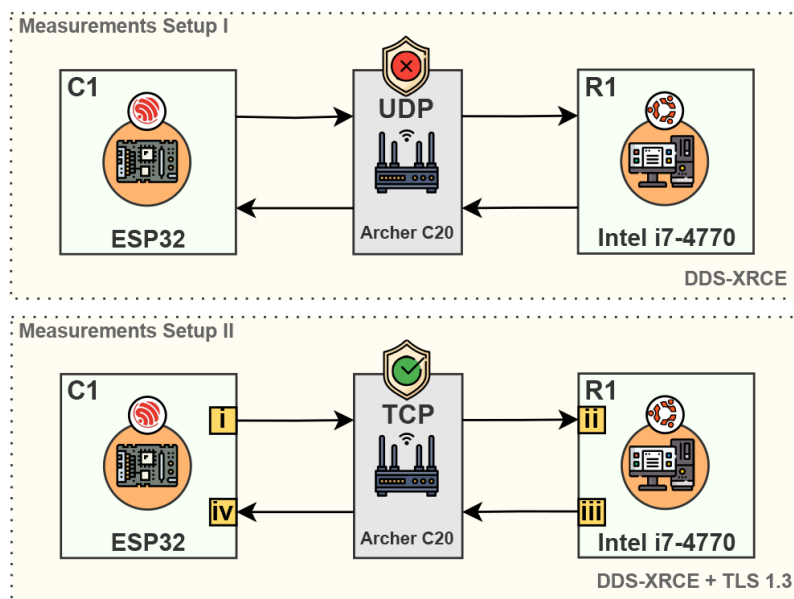 Measurements Setup I
C1
UDP
R1
ESP32
Archer C20
Intel i7-4770
DDS-XRCE
Measurements Setup II
C1
TCP
R1
i
ii
iv
iii
ESP32
Archer C20
Intel i7-4770
DDS-XRCE + TLS 1.3